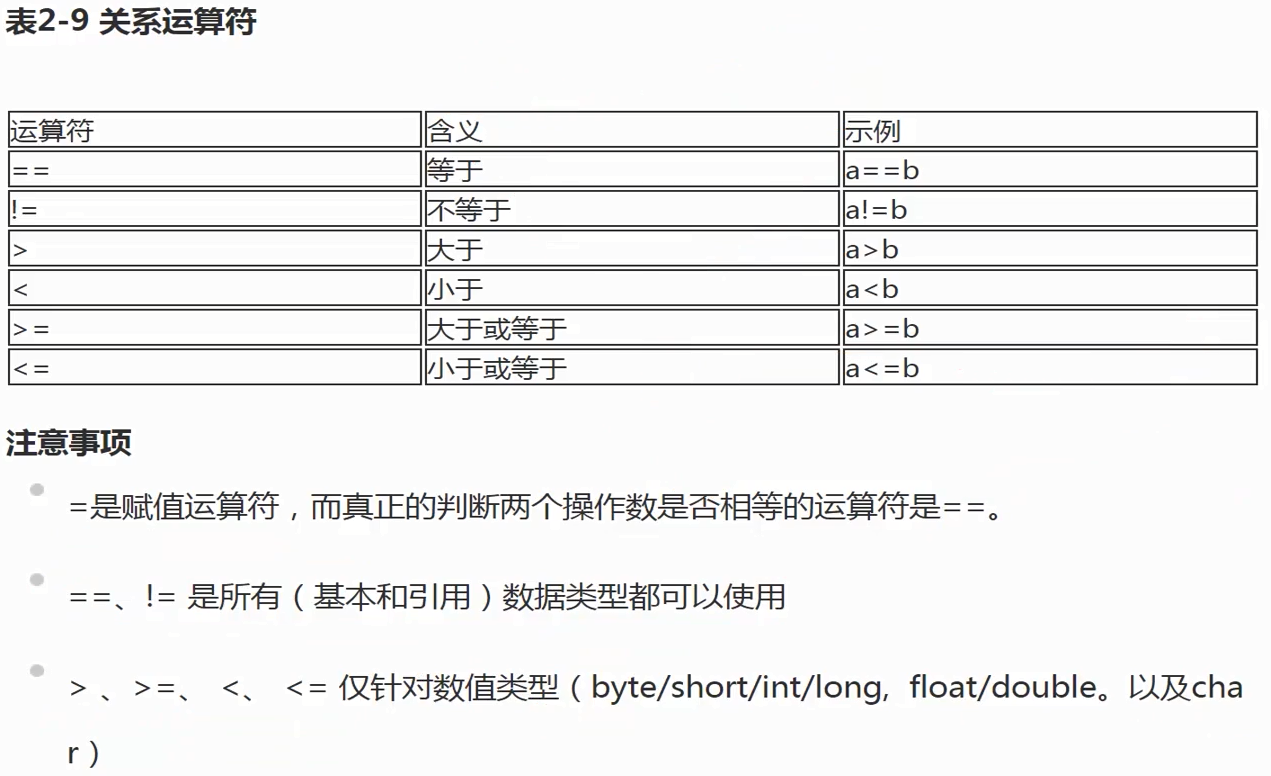 表2-9 关系运算符
运算符 含义 示例
== 等于 a==b
!= 不等于 a!=b
> 大于 a>b
< 小于 a<b
>= 大于或等于 a>=b
<= 小于或等于 a<=b
注意事项
=是赋值运算符，而真正的判断两个操作数是否相等的运算符是==。
==、!= 是所有（基本和引用）数据类型都可以使用
> 、>=、 <、 <= 仅针对数值类型（byte/short/int/long, float/double。以及cha
r）